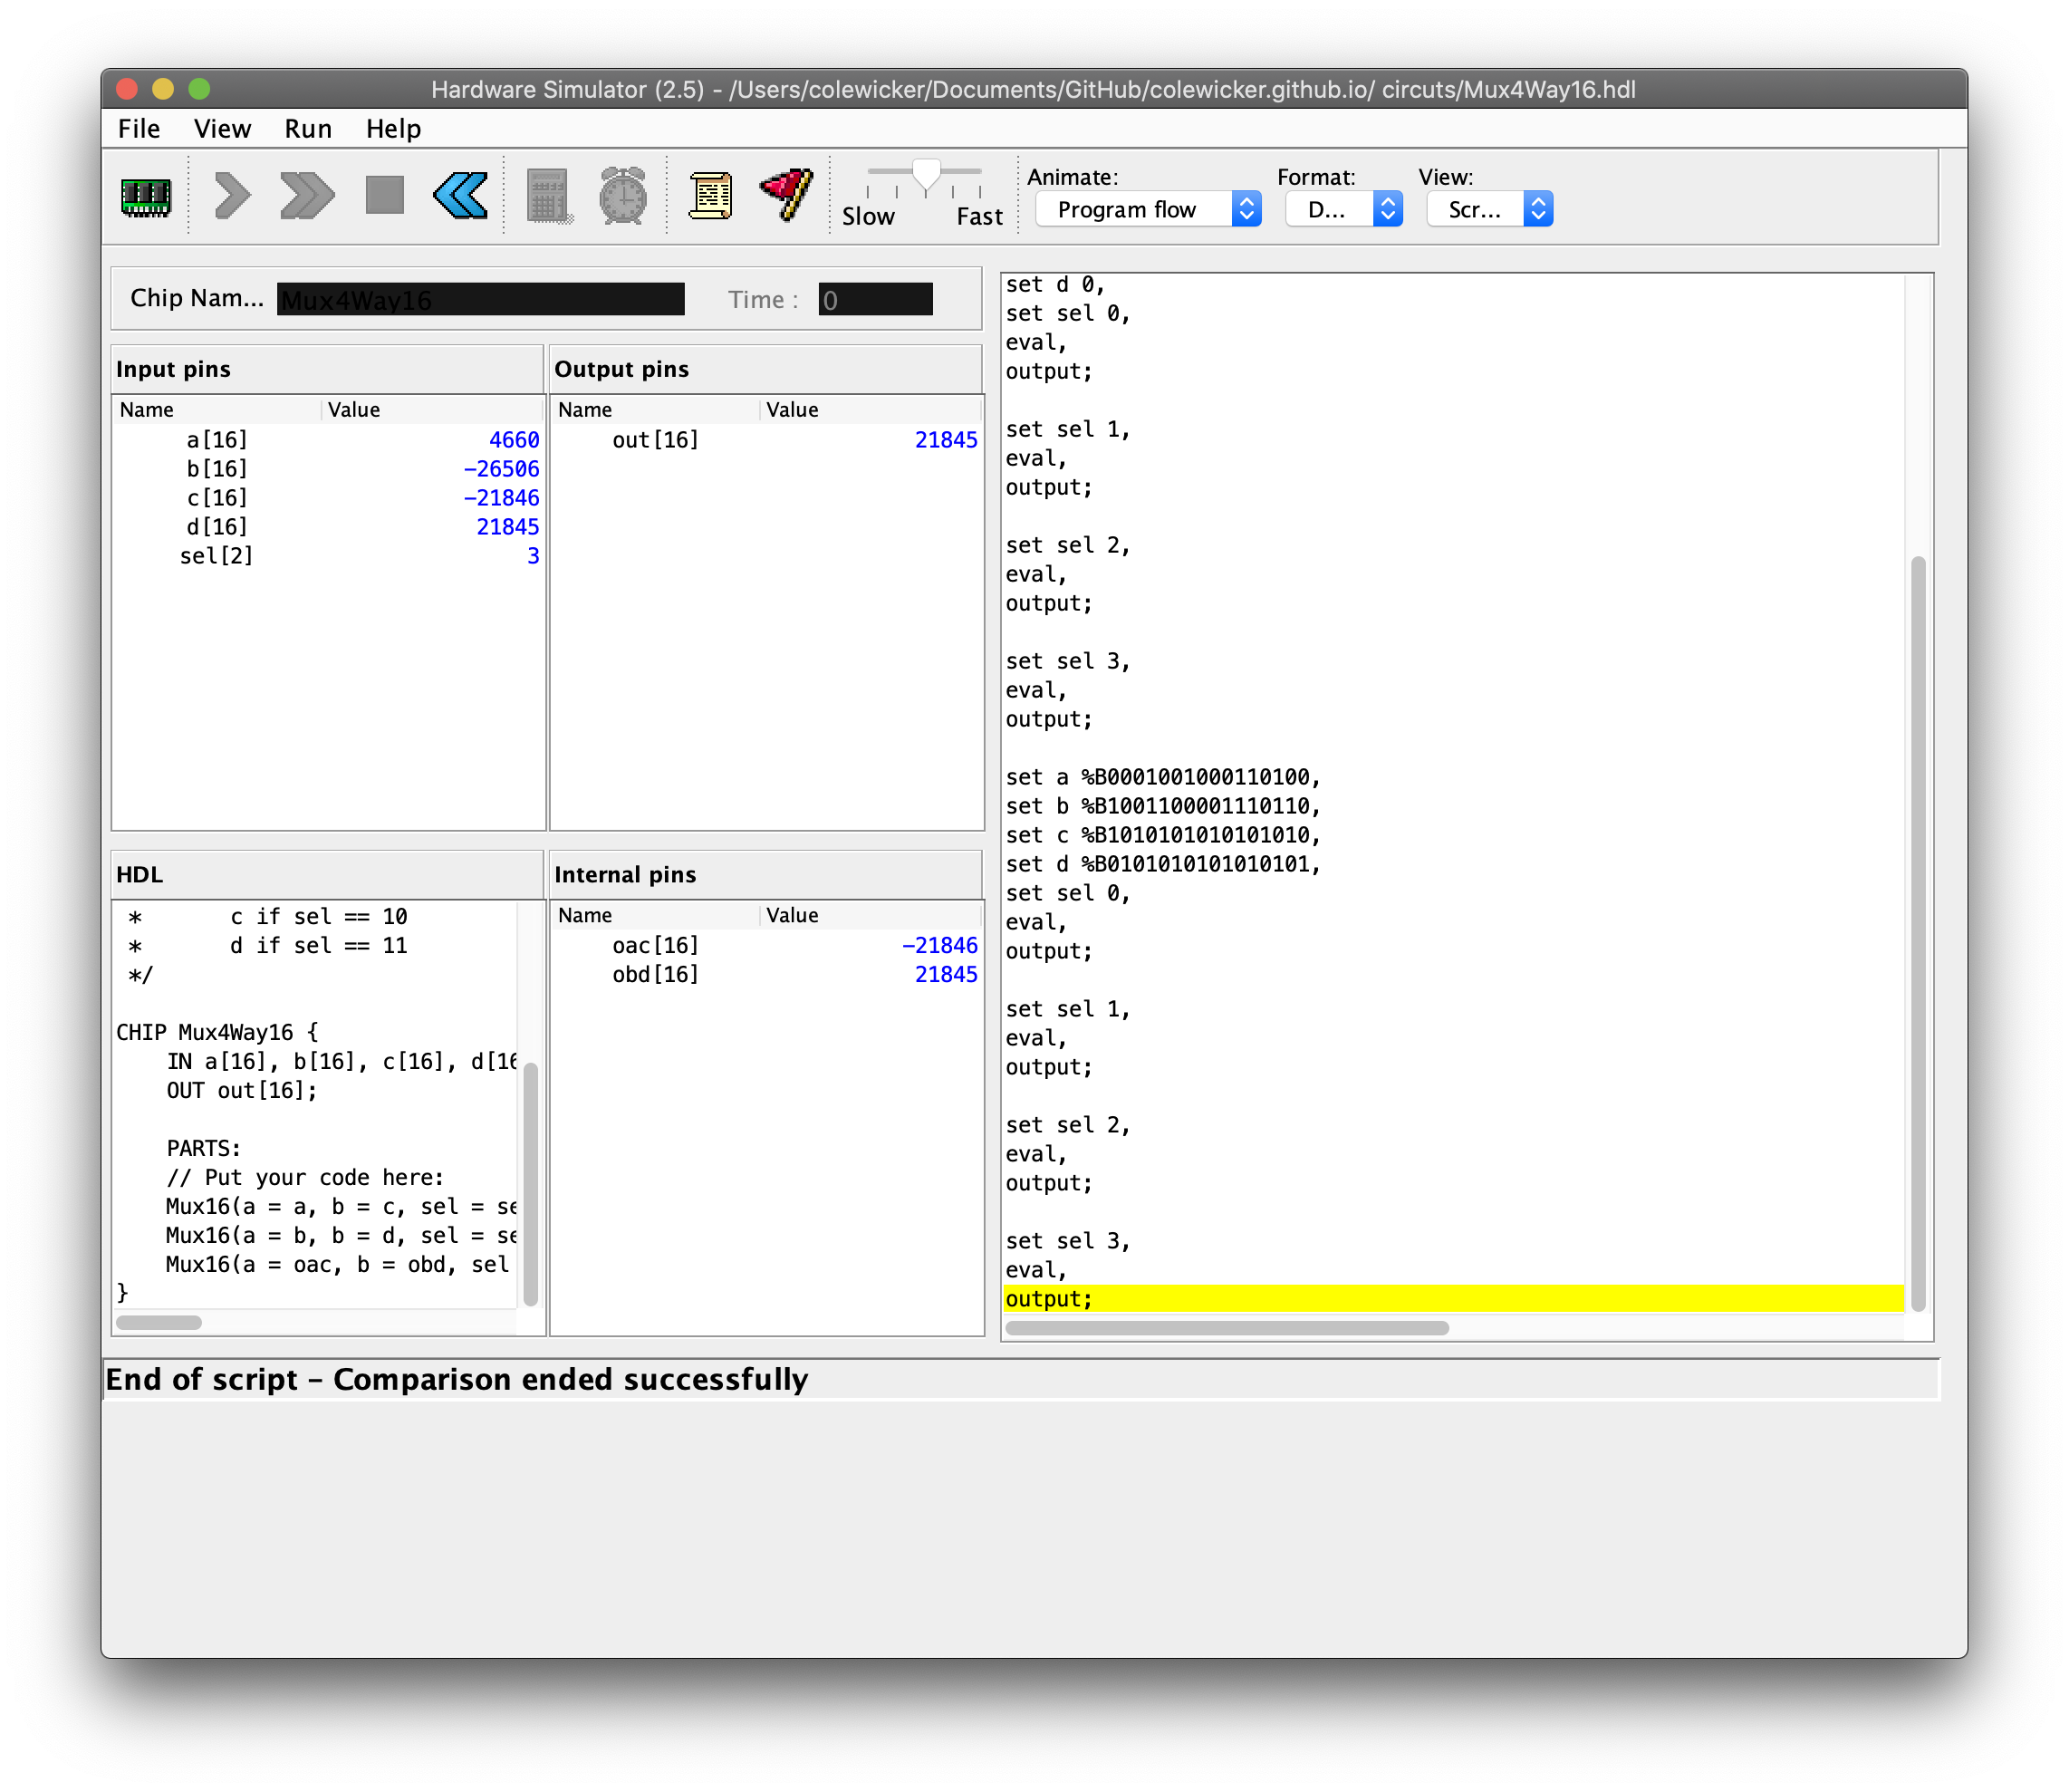 Hardware Simulator (2.5) - /Users/colewicker/Documents/GitHub/colewicker.github.io/ circuts/Mux4Way16.hdl
File View Run Help
Slow Fast
Animate:
Program flow
Format:
D...
View:
Scr...
Chip Nam... Mux4Way16 Time : 0
Input pins
Name Value
a[16] 4660
b[16] -26506
c[16] -21846
d[16] 21845
sel[2] 3
Output pins
Name Value
out[16] 21845
HDL
* c if sel == 10
* d if sel == 11
*/
CHIP Mux4Way16 {
IN a[16], b[16], c[16], d[16
OUT out[16];
PARTS:
// Put your code here:
Mux16(a = a, b = c, sel = se
Mux16(a = b, b = d, sel = se
Mux16(a = oac, b = obd, sel
}
Internal pins
Name Value
oac[16] -21846
obd[16] 21845
set d 0,
set sel 0,
eval,
output;
set sel 1,
eval,
output;
set sel 2,
eval,
output;
set sel 3,
eval,
output;
set a %B0001001000110100,
set b %B1001100001110110,
set c %B1010101010101010,
set d %B0101010101010101,
set sel 0,
eval,
output;
set sel 1,
eval,
output;
set sel 2,
eval,
output;
set sel 3,
eval,
output;
End of script - Comparison ended successfully